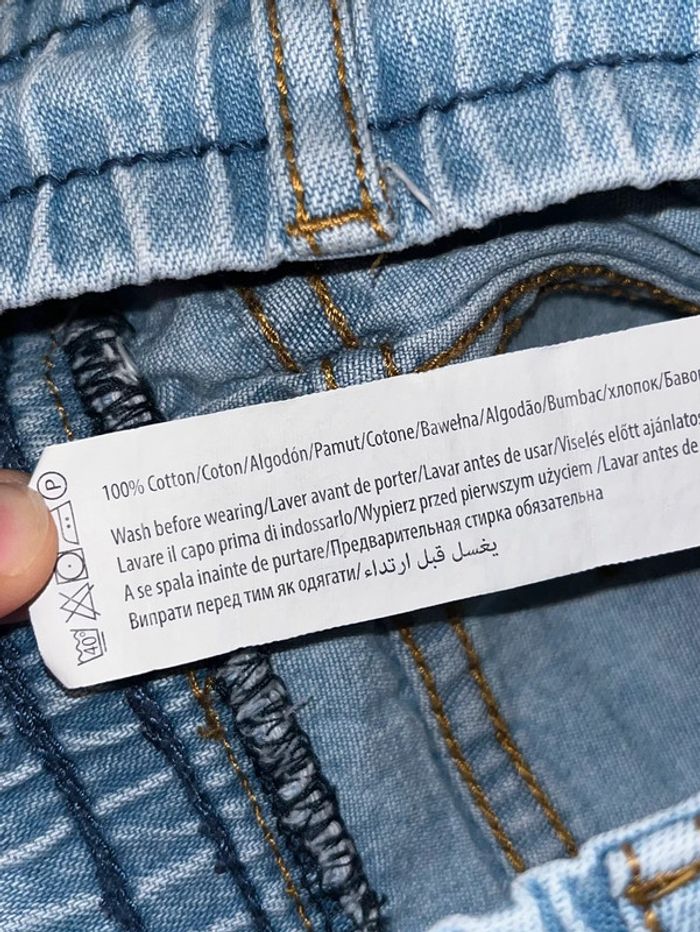 100% Cotton/Coton/Algodón/Pamut/Cotone/Bawełna/Algodão/Bumbac/хлопок/Бавов
Wash before wearing/Laver avant de porter/Lavar antes de usar/Viselés előtt ajánlatos
Lavare il capo prima di indossarlo/Wypierz przed pierwszym użyciem /Lavar antes de
A se spala inainte de purtare/Предварительная стирка обязательна
Випрати перед тим як одягати/يغسل قبل ارتداء
40°
P